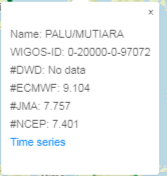 ×
Name: PALU/MUTIARA
WIGOS-ID: 0-20000-0-97072
#DWD: No data
#ECMWF: 9.104
#JMA: 7.757
#NCEP: 7.401
Time series